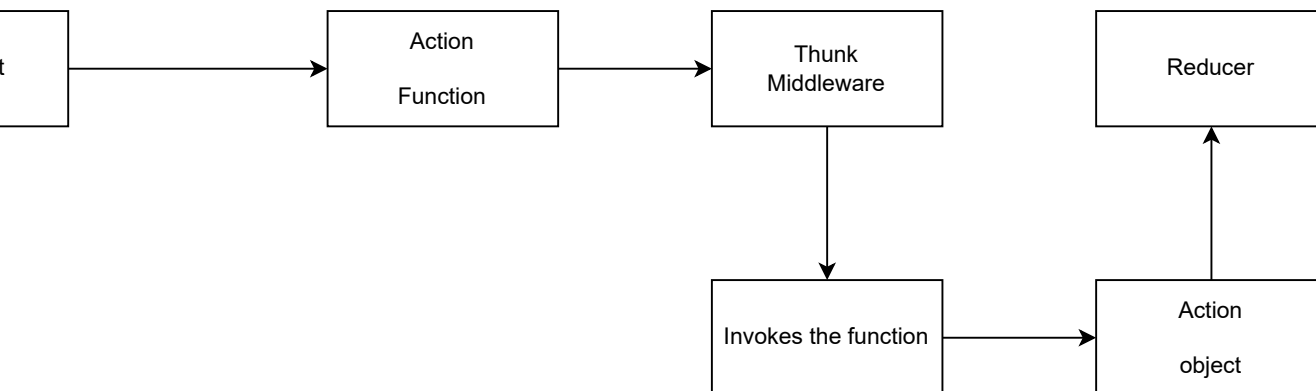 Action
Function
Thunk
Middleware
Reducer
Invokes the function
Action
object